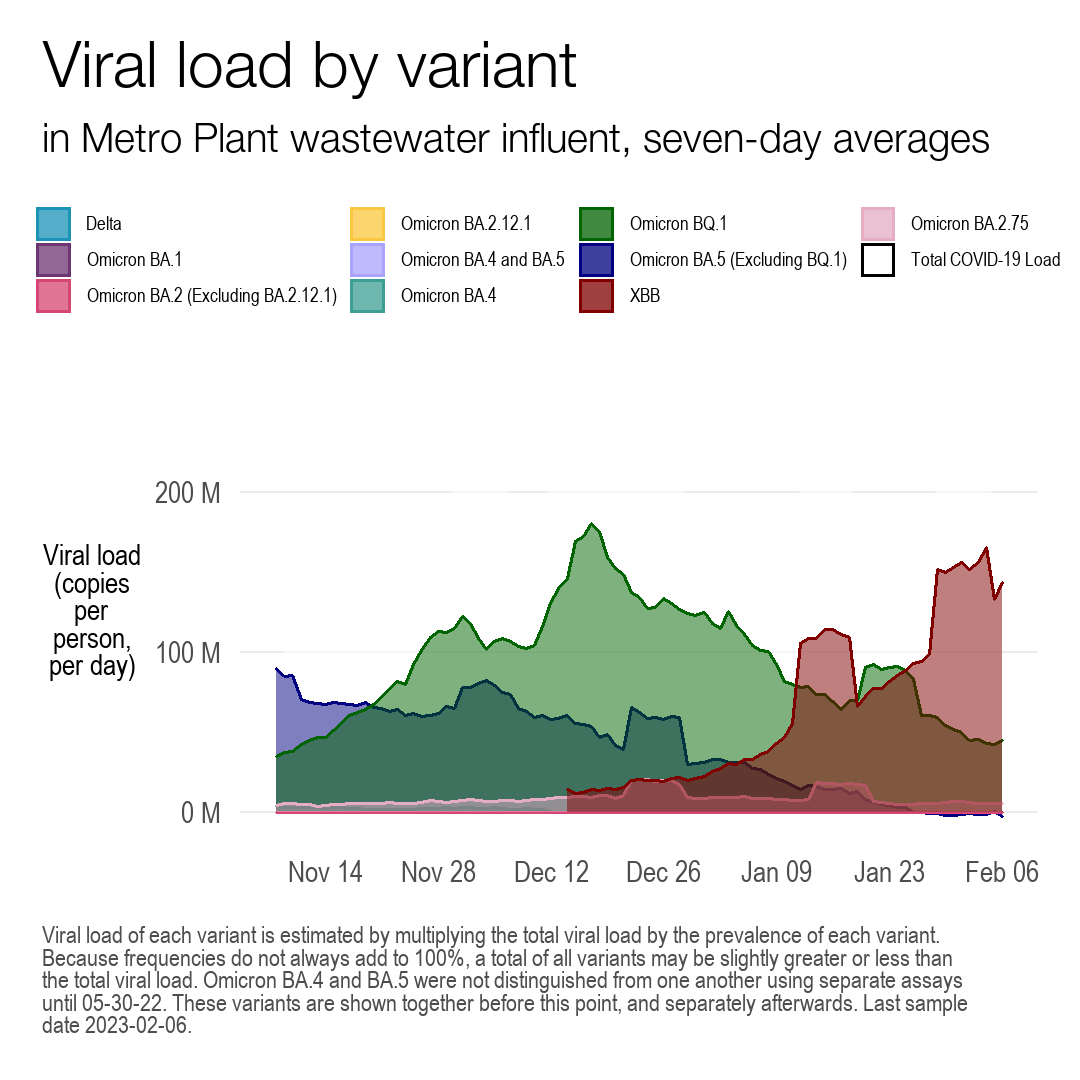 Viral load by variant
in Metro Plant wastewater influent, seven-day averages
Delta
Omicron BA.1
Omicron BA.2 (Excluding BA.2.12.1)
Omicron BA.2.12.1
Omicron BA.4 and BA.5
Omicron BA.4
Omicron BQ.1
Omicron BA.5 (Excluding BQ.1)
XBB
Omicron BA.2.75
Total COVID-19 Load
200 M
100 M
0 M
Viral load
(copies
per
person,
per day)
Nov 14
Nov 28
Dec 12
Dec 26
Jan 09
Jan 23
Feb 06
Viral load of each variant is estimated by multiplying the total viral load by the prevalence of each variant.
Because frequencies do not always add to 100%, a total of all variants may be slightly greater or less than
the total viral load. Omicron BA.4 and BA.5 were not distinguished from one another using separate assays
until 05-30-22. These variants are shown together before this point, and separately afterwards. Last sample
date 2023-02-06.